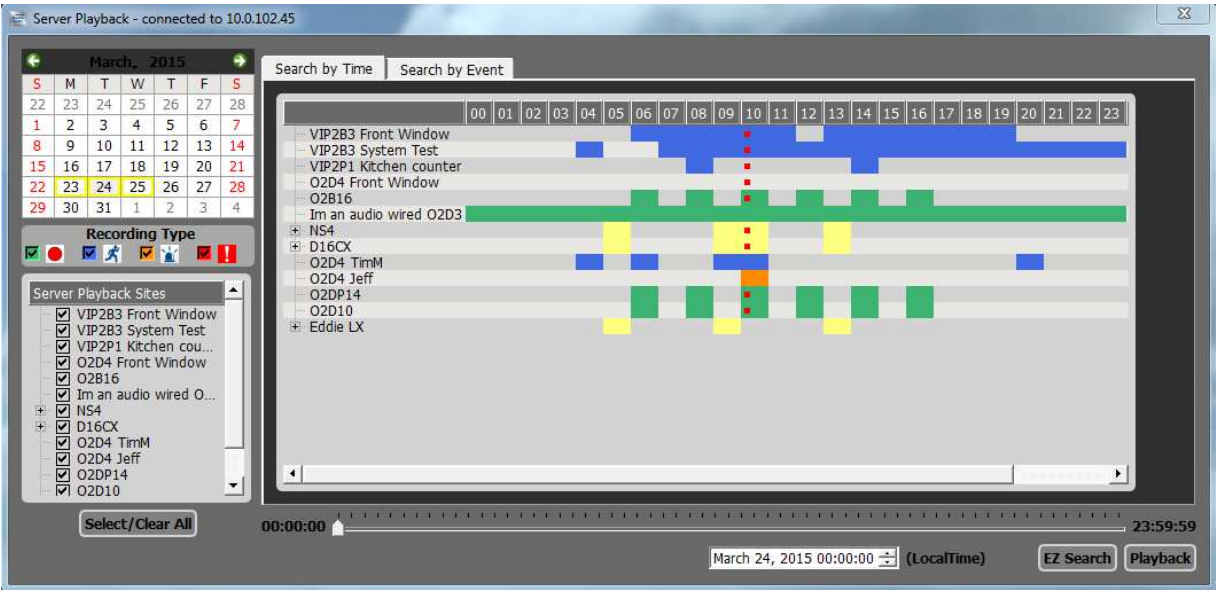 Server Playback - connected to 10.0.102.45
March, 2015
S M T W T F S
22 23 24 25 26 27 28
1 2 3 4 5 6 7
8 9 10 11 12 13 14
15 16 17 18 19 20 21
22 23 24 25 26 27 28
29 30 31 1 2 3 4
Recording Type
Server Playback Sites
VIP2B3 Front Window
VIP2B3 System Test
VIP2P1 Kitchen cou...
O2D4 Front Window
O2B16
Im an audio wired O...
NS4
D16CX
O2D4 TimM
O2D4 Jeff
O2DP14
O2D10
Select/Clear All
Search by Time Search by Event
00 01 02 03 04 05 06 07 08 09 10 11 12 13 14 15 16 17 18 19 20 21 22 23
VIP2B3 Front Window
VIP2B3 System Test
VIP2P1 Kitchen counter
O2D4 Front Window
O2B16
Im an audio wired O2D3
NS4
D16CX
O2D4 TimM
O2D4 Jeff
O2DP14
O2D10
Eddie LX
00:00:00 23:59:59
March 24, 2015 00:00:00 (LocalTime) EZ Search Playback